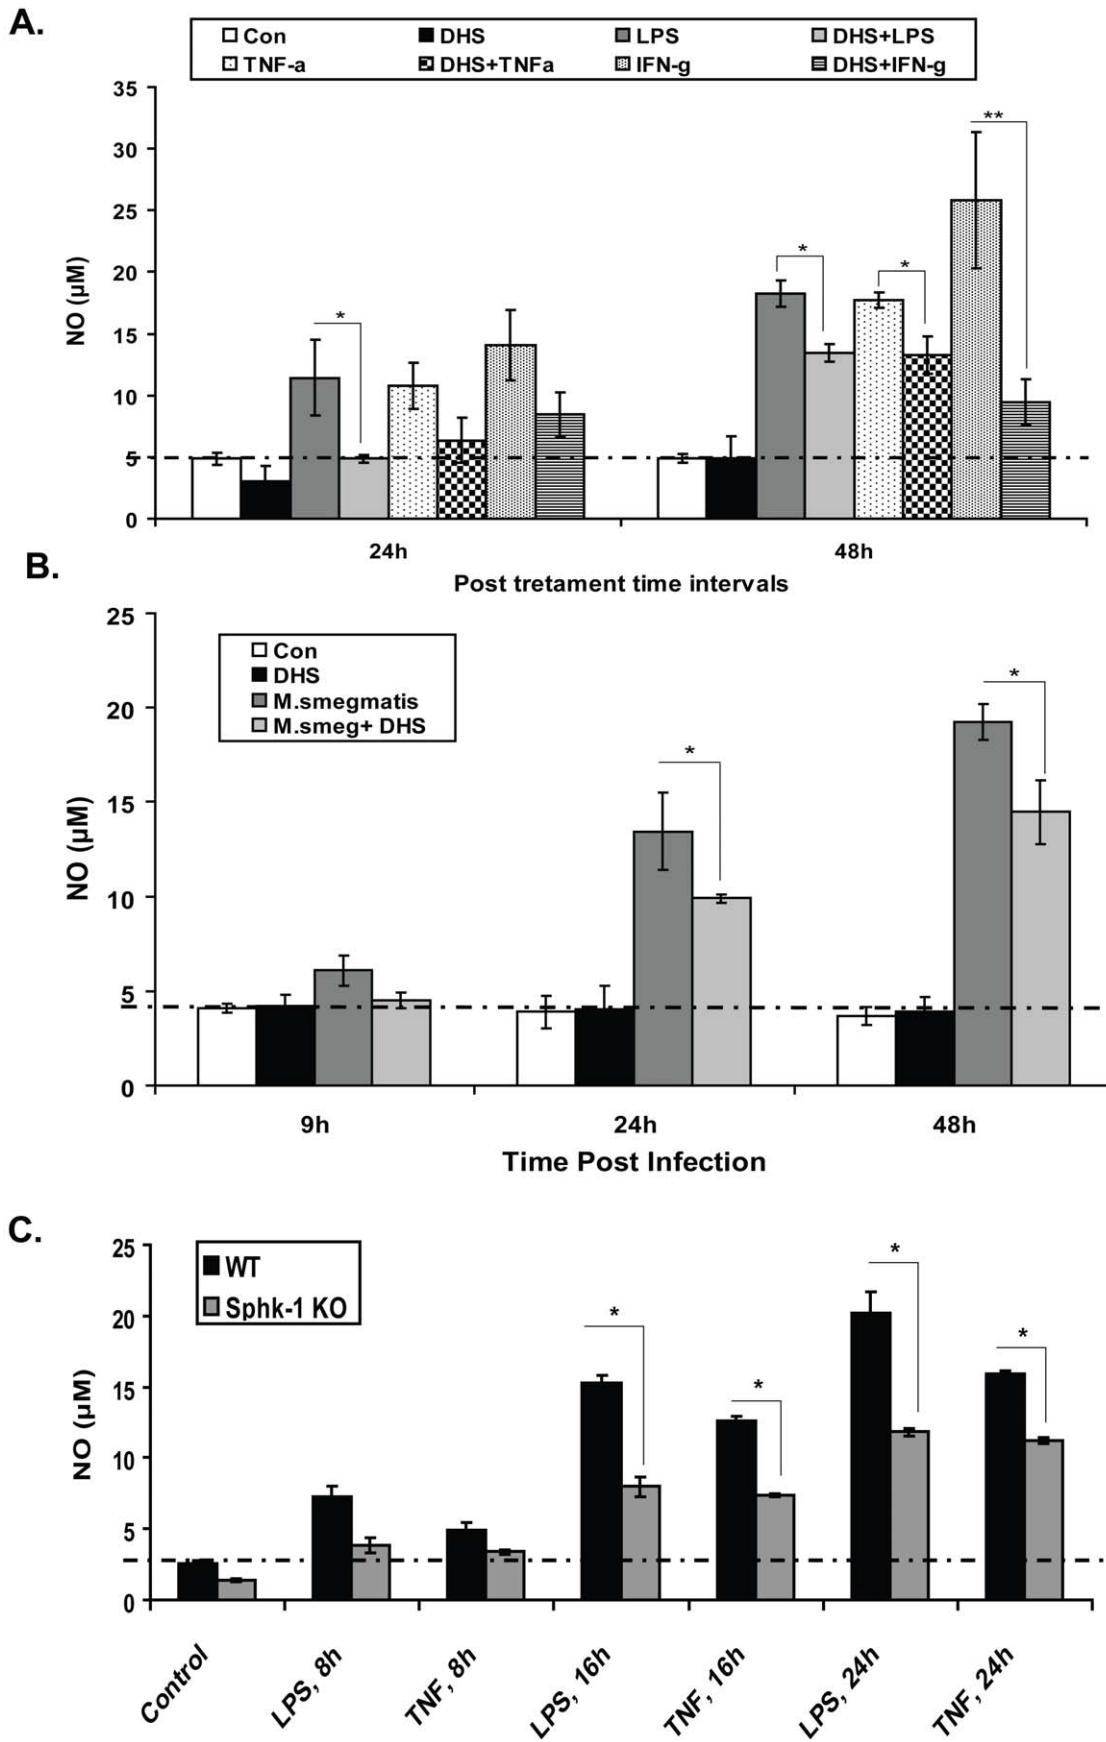 A.
Con DHS LPS DHS+LPS
TNF-a DHS+TNFa IFN-g DHS+IFN-g
35
30
25
20
15
10
5
0
NO (µM)
*
*
*
**
24h 48h
Post tretament time intervals
B.
25
20
15
10
5
0
NO (µM)
Con
DHS
M.smegmatis
M.smeg+ DHS
*
*
9h 24h 48h
Time Post Infection
C.
25
20
15
10
5
0
NO (µM)
WT
Sphk-1 KO
*
*
*
*
Control LPS, 8h TNF, 8h LPS, 16h TNF, 16h LPS, 24h TNF, 24h